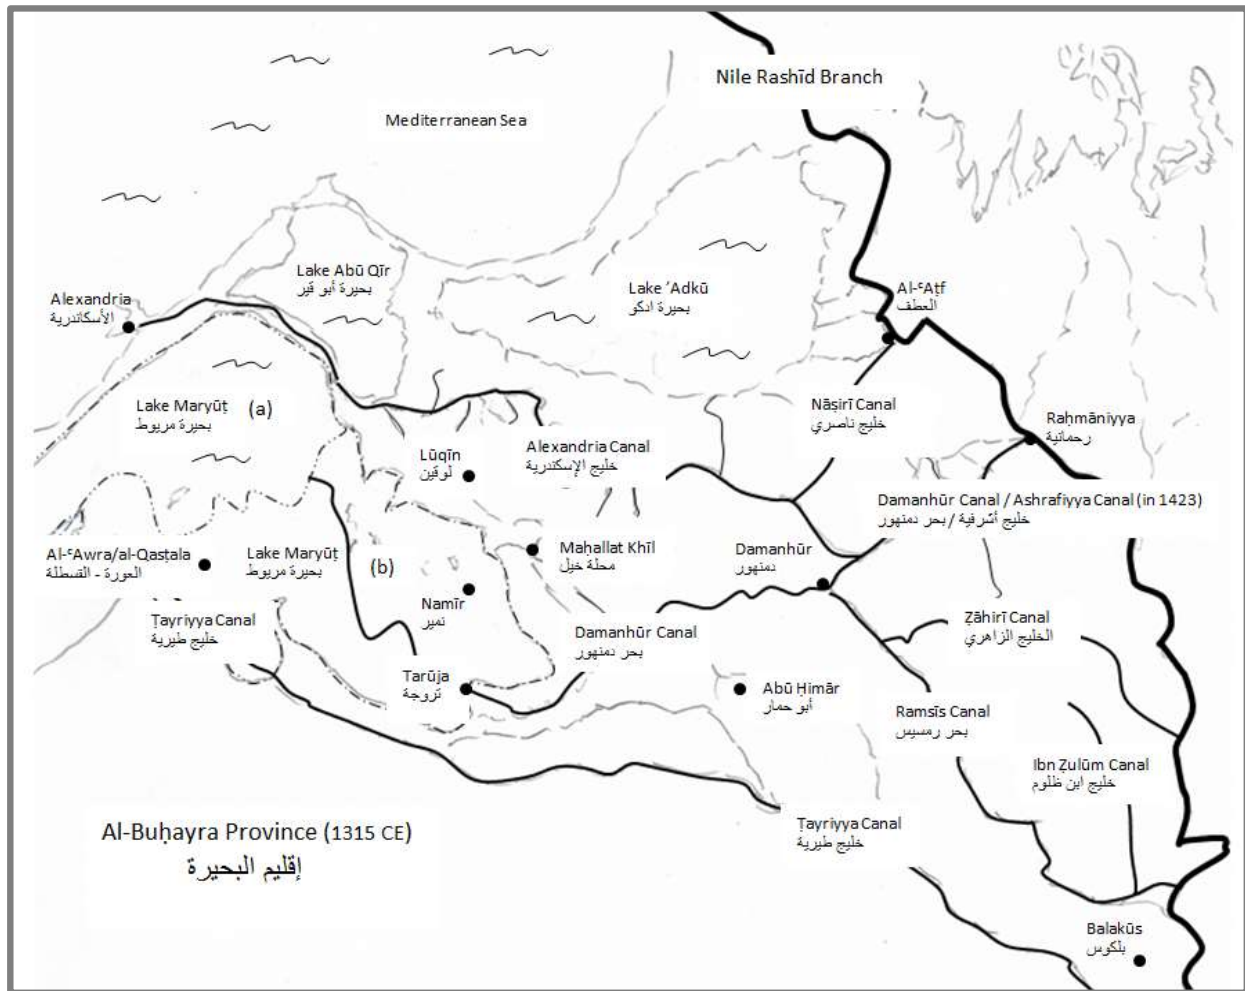 Nile Rashīd Branch
Mediterranean Sea
Lake Abū Qīr
بحيرة أبو قير
Lake ’Adkū
بحيرة ادكو
Al-ʿAṭf
العطف
Alexandria
الأسكاندرية
Lake Maryūṭ (a)
بحيرة مريوط
Nāṣirī Canal
خليج ناصري
Raḥmāniyya
رحمانية
Lūqīn
لوقين
Alexandria Canal
خليج الإسكندرية
Damanhūr Canal / Ashrafiyya Canal (in 1423)
خليج أشرفية / بحر دمنهور
Al-ʿAwra/al-Qaṣṭala
العورة - القسطلة
Lake Maryūṭ (b)
بحيرة مريوط
Maḥallat Khīl
محلة خيل
Damanhūr
دمنهور
Namīr
نمير
Ṭayriyya Canal
خليج طيرية
Damanhūr Canal
بحر دمنهور
Ẓāhirī Canal
الخليج الزاهري
Tarūja
تروجة
Abū Ḥimār
أبو حمار
Ramsīs Canal
بحر رمسيس
Ibn Ẓulūm Canal
خليج ابن ظلوم
Al-Buḥayra Province (1315 CE)
إقليم البحيرة
Ṭayriyya Canal
خليج طيرية
Balakūs
بلكوس